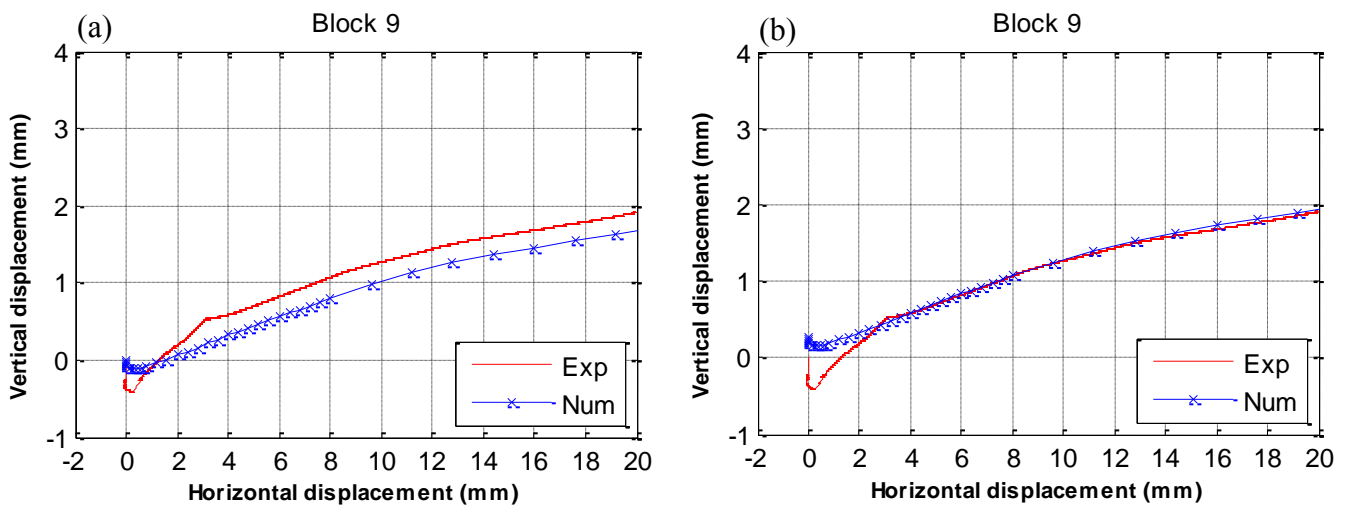 (a)
Block 9
4
3
2
1
0
-1
-2 0 2 4 6 8 10 12 14 16 18 20
Vertical displacement (mm)
Horizontal displacement (mm)
Exp
Num
(b)
Block 9
4
3
2
1
0
-1
-2 0 2 4 6 8 10 12 14 16 18 20
Vertical displacement (mm)
Horizontal displacement (mm)
Exp
Num